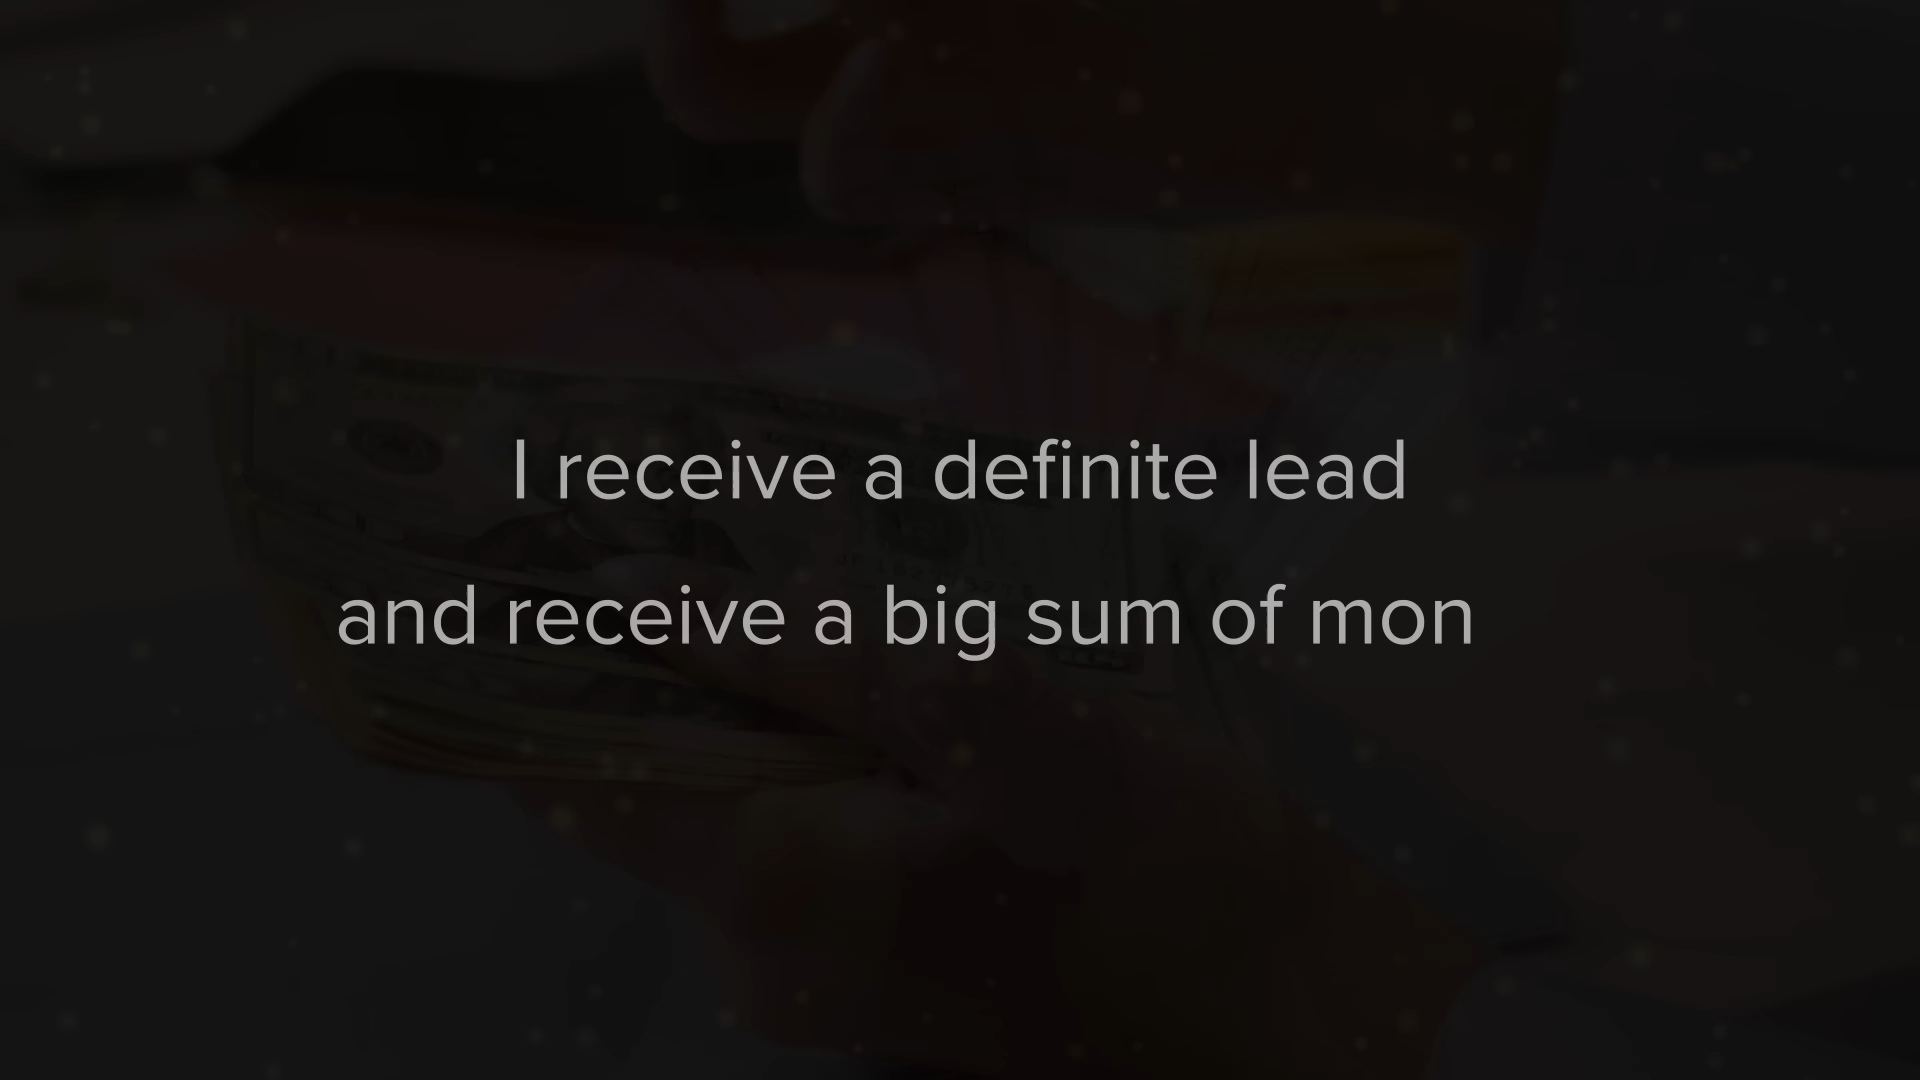 I receive a definite lead
and receive a big sum of mon